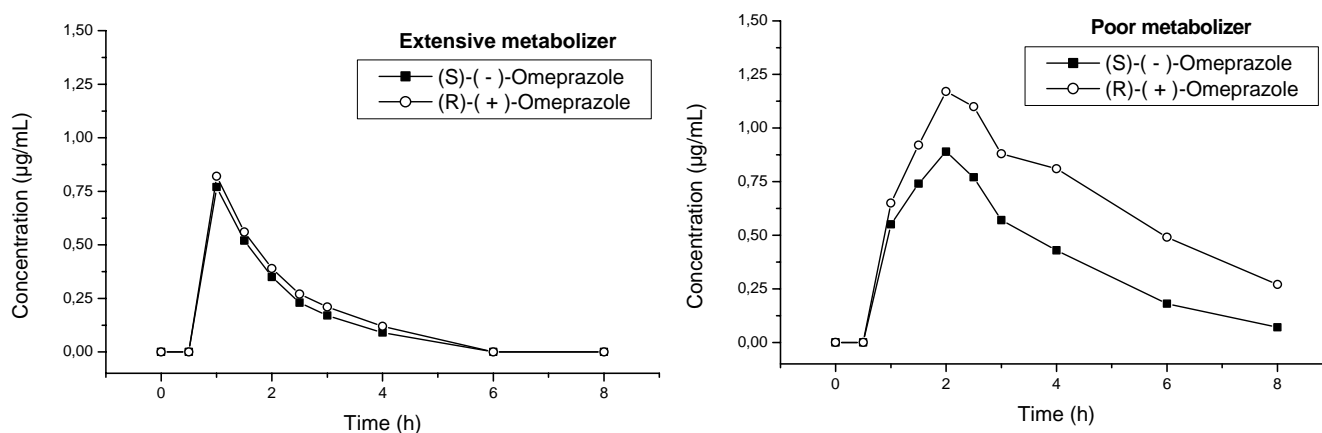 Extensive metabolizer
(S)-( - )-Omeprazole
(R)-( + )-Omeprazole
1,50
1,25
1,00
0,75
0,50
0,25
0,00
Concentration (µg/mL)
0 2 4 6 8
Time (h)
Poor metabolizer
(S)-( - )-Omeprazole
(R)-( + )-Omeprazole
1,50
1,25
1,00
0,75
0,50
0,25
0,00
Concentration (µg/mL)
0 2 4 6 8
Time (h)